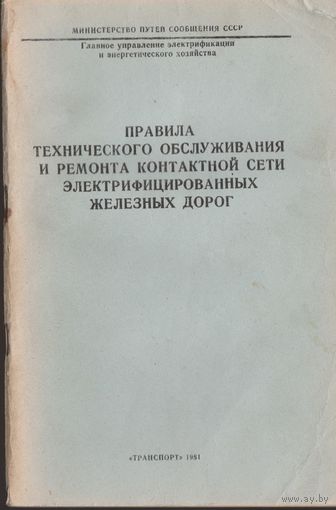 МИНИСТЕРСТВО ПУТЕЙ СООБЩЕНИЯ СССР
Главное управление электрификации
и энергетического хозяйства
ПРАВИЛА
ТЕХНИЧЕСКОГО ОБСЛУЖИВАНИЯ
И РЕМОНТА КОНТАКТНОЙ СЕТИ
ЭЛЕКТРИФИЦИРОВАННЫХ
ЖЕЛЕЗНЫХ ДОРОГ
«ТРАНСПОРТ» 1981
www.ay.by